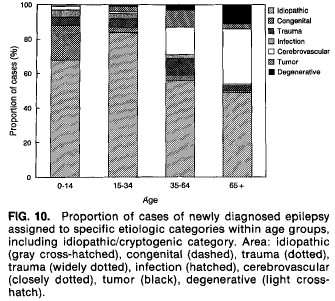 100
80
60
40
20
0
Proportion of cases (%)
0-14 15-34 35-64 65+
Age
Idiopathic
Congenital
Trauma
Infection
Cerebrovascular
Tumor
Degenerative
FIG. 10. Proportion of cases of newly diagnosed epilepsy
assigned to specific etiologic categories within age groups,
including idiopathic/cryptogenic category. Area: idiopathic
(gray cross-hatched), congenital (dashed), trauma (dotted),
trauma (widely dotted), infection (hatched), cerebrovascular
(closely dotted), tumor (black), degenerative (light cross-
hatch).